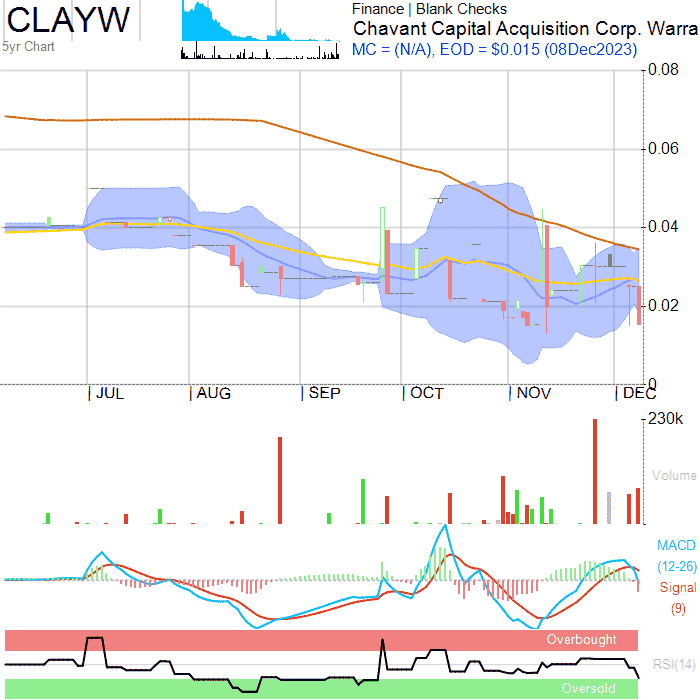 CLAYW
5yr Chart
Finance | Blank Checks
Chavant Capital Acquisition Corp. Warra
MC = (N/A), EOD = $0.015 (08Dec2023)
0.08
0.06
0.04
0.02
0
JUL
AUG
SEP
OCT
NOV
DEC
230k
Volume
MACD
(12-26)
Signal
(9)
Overbought
RSI(14)
Oversold